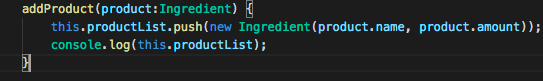 addProduct(product:Ingredient) {
this.productList.push(new Ingredient(product.name, product.amount));
console.log(this.productList);
}